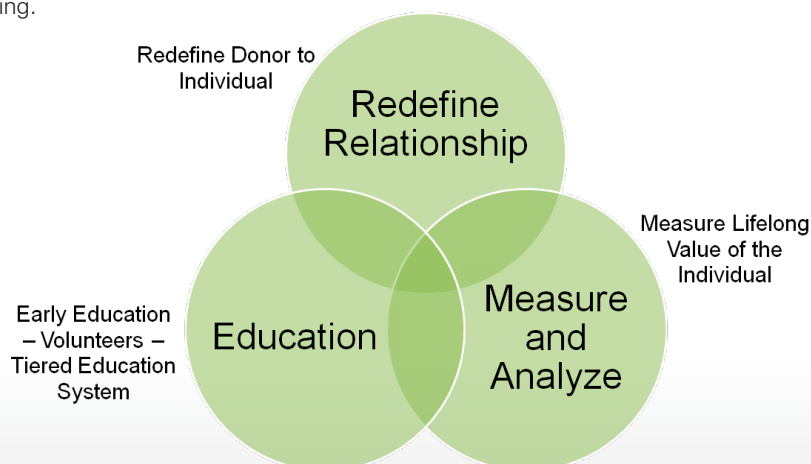 ing.
Redefine Donor to
Individual
Redefine
Relationship
Measure Lifelong
Value of the
Individual
Early Education
– Volunteers –
Tiered Education
System
Education
Measure
and
Analyze